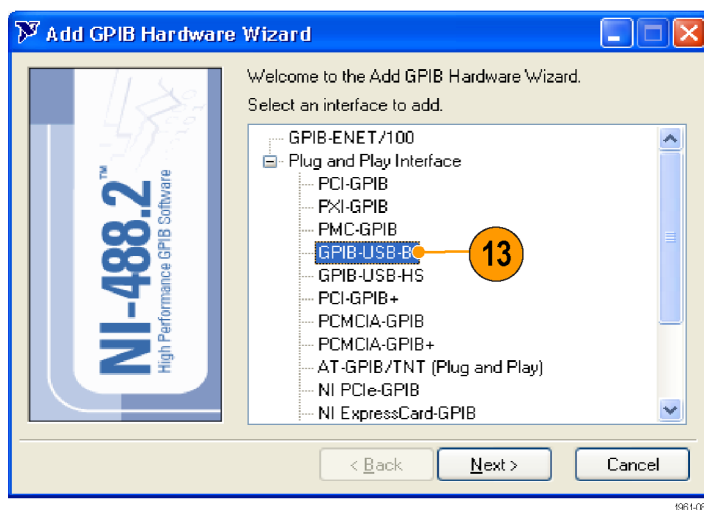 Add GPIB Hardware Wizard
Welcome to the Add GPIB Hardware Wizard.
Select an interface to add.
NI-488.2™
High Performance GPIB Software
GPIB-ENET/100
Plug and Play Interface
PCI-GPIB
PXI-GPIB
PMC-GPIB
GPIB-USB-B
13
GPIB-USB-HS
PCI-GPIB+
PCMCIA-GPIB
PCMCIA-GPIB+
AT-GPIB/TNT (Plug and Play)
NI PCIe-GPIB
NI ExpressCard-GPIB
< Back
Next >
Cancel